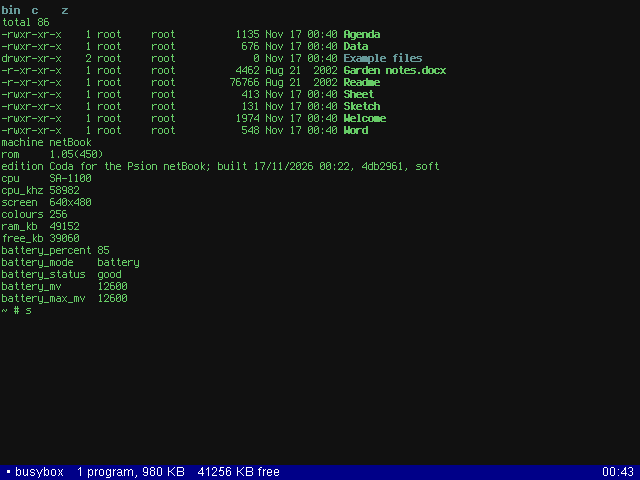 bin  c    z
total 86
-rwxr-xr-x    1 root     root          1135 Nov 17 00:40 Agenda
-rwxr-xr-x    1 root     root           676 Nov 17 00:40 Data
drwxr-xr-x    2 root     root             0 Nov 17 00:40 Example files
-r-xr-xr-x    1 root     root          4462 Aug 21  2002 Garden notes.docx
-r-xr-xr-x    1 root     root         76766 Aug 21  2002 Readme
-rwxr-xr-x    1 root     root           413 Nov 17 00:40 Sheet
-rwxr-xr-x    1 root     root           131 Nov 17 00:40 Sketch
-rwxr-xr-x    1 root     root          1974 Nov 17 00:40 Welcome
-rwxr-xr-x    1 root     root           548 Nov 17 00:40 Word
machine netBook
rom     1.05(450)
edition Coda for the Psion netBook; built 17/11/2026 00:22, 4db2961, soft
cpu     SA-1100
cpu_khz 58982
screen  640x480
colours 256
ram_kb  49152
free_kb 39060
battery_percent 85
battery_mode    battery
battery_status  good
battery_mv      12600
battery_max_mv  12600
~ # s
• busybox   1 program, 980 KB   41256 KB free   00:43